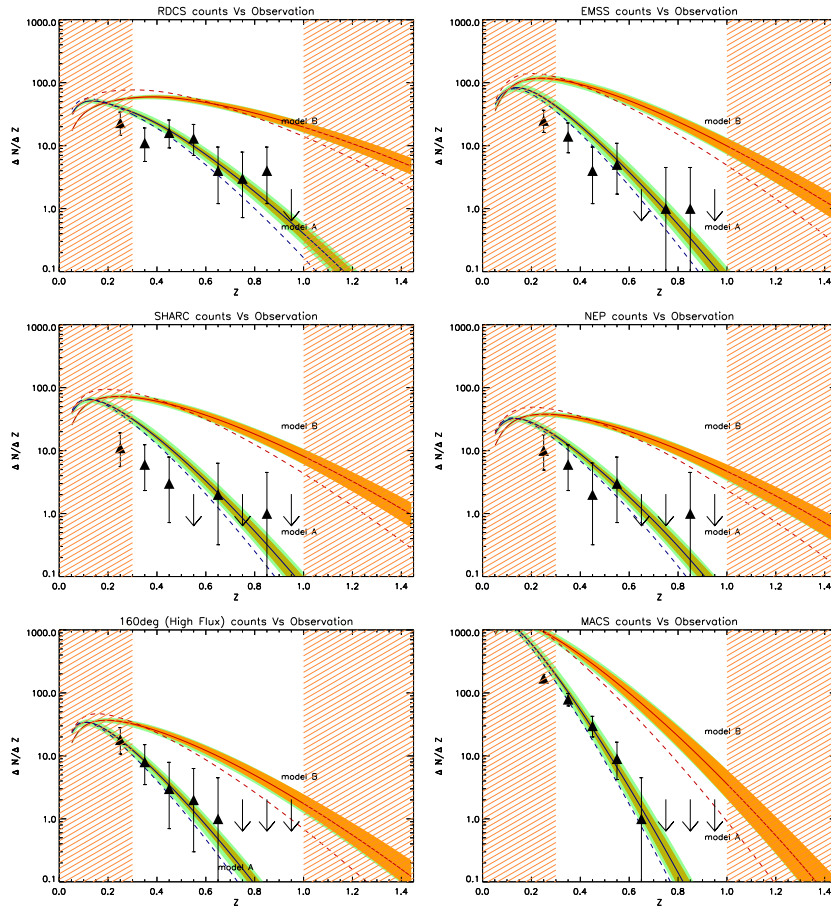 RDCS counts Vs Observation
1000.0
100.0
10.0
1.0
0.1
Δ N/Δ Z
model B
model A
0.0 0.2 0.4 0.6 0.8 1.0 1.2 1.4
Z
EMSS counts Vs Observation
1000.0
100.0
10.0
1.0
0.1
Δ N/Δ Z
model B
model A
0.0 0.2 0.4 0.6 0.8 1.0 1.2 1.4
Z
SHARC counts Vs Observation
1000.0
100.0
10.0
1.0
0.1
Δ N/Δ Z
model B
model A
0.0 0.2 0.4 0.6 0.8 1.0 1.2 1.4
Z
NEP counts Vs Observation
1000.0
100.0
10.0
1.0
0.1
Δ N/Δ Z
model B
model A
0.0 0.2 0.4 0.6 0.8 1.0 1.2 1.4
Z
160deg (High Flux) counts Vs Observation
1000.0
100.0
10.0
1.0
0.1
Δ N/Δ Z
model B
model A
0.0 0.2 0.4 0.6 0.8 1.0 1.2 1.4
Z
MACS counts Vs Observation
1000.0
100.0
10.0
1.0
0.1
Δ N/Δ Z
model B
model A
0.0 0.2 0.4 0.6 0.8 1.0 1.2 1.4
Z